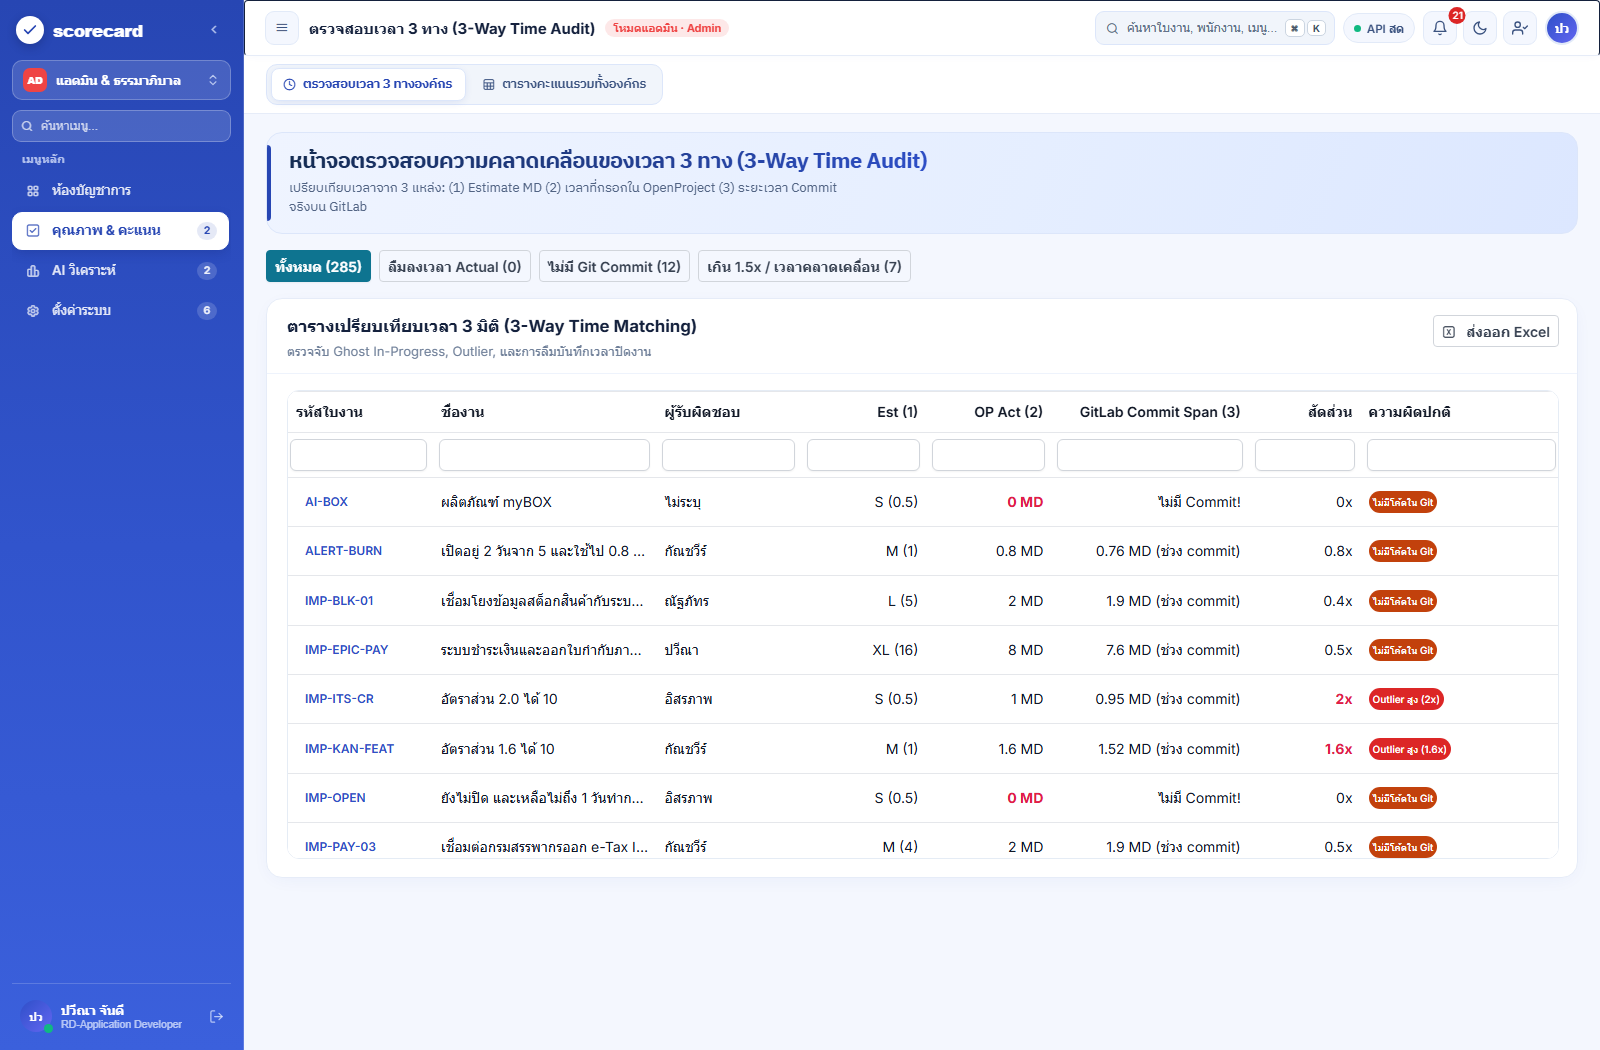 scorecard
AD แอดมิน & ธรรมาภิบาล
ค้นหาเมนู...
เมนูหลัก
ห้องบัญชาการ
คุณภาพ & คะแนน 2
AI วิเคราะห์ 2
ตั้งค่าระบบ 6
ปว ปวีณา จันดี
RD-Application Developer
ตรวจสอบเวลา 3 ทาง (3-Way Time Audit) โหมดแอดมิน · Admin
ค้นหาใบงาน, พนักงาน, เมนู... ⌘ K API สด 21 ปว
ตรวจสอบเวลา 3 ทางองค์กร ตารางคะแนนรวมทั้งองค์กร
หน้าจอตรวจสอบความคลาดเคลื่อนของเวลา 3 ทาง (3-Way Time Audit)
เปรียบเทียบเวลาจาก 3 แหล่ง: (1) Estimate MD (2) เวลาที่กรอกใน OpenProject (3) ระยะเวลา Commit
จริงบน GitLab
ทั้งหมด (285) ลืมลงเวลา Actual (0) ไม่มี Git Commit (12) เกิน 1.5x / เวลาคลาดเคลื่อน (7)
ตารางเปรียบเทียบเวลา 3 มิติ (3-Way Time Matching)
ตรวจจับ Ghost In-Progress, Outlier, และการลืมบันทึกเวลาปิดงาน
ส่งออก Excel
รหัสใบงาน ชื่องาน ผู้รับผิดชอบ Est (1) OP Act (2) GitLab Commit Span (3) สัดส่วน ความผิดปกติ
AI-BOX ผลิตภัณฑ์ myBOX ไม่ระบุ S (0.5) 0 MD ไม่มี Commit! 0x ไม่มีโค้ดใน Git
ALERT-BURN เปิดอยู่ 2 วันจาก 5 และใช้ไป 0.8 ... กัณชวีร์ M (1) 0.8 MD 0.76 MD (ช่วง commit) 0.8x ไม่มีโค้ดใน Git
IMP-BLK-01 เชื่อมโยงข้อมูลสต็อกสินค้ากับระบ... ณัฐภัทร L (5) 2 MD 1.9 MD (ช่วง commit) 0.4x ไม่มีโค้ดใน Git
IMP-EPIC-PAY ระบบชำระเงินและออกใบกำกับภา... ปวีณา XL (16) 8 MD 7.6 MD (ช่วง commit) 0.5x ไม่มีโค้ดใน Git
IMP-ITS-CR อัตราส่วน 2.0 ได้ 10 อิสรภาพ S (0.5) 1 MD 0.95 MD (ช่วง commit) 2x Outlier สูง (2x)
IMP-KAN-FEAT อัตราส่วน 1.6 ได้ 10 กัณชวีร์ M (1) 1.6 MD 1.52 MD (ช่วง commit) 1.6x Outlier สูง (1.6x)
IMP-OPEN ยังไม่ปิด และเหลือไม่ถึง 1 วันทำก... อิสรภาพ S (0.5) 0 MD ไม่มี Commit! 0x ไม่มีโค้ดใน Git
IMP-PAY-03 เชื่อมต่อกรมสรรพากรออก e-Tax I... กัณชวีร์ M (4) 2 MD 1.9 MD (ช่วง commit) 0.5x ไม่มีโค้ดใน Git